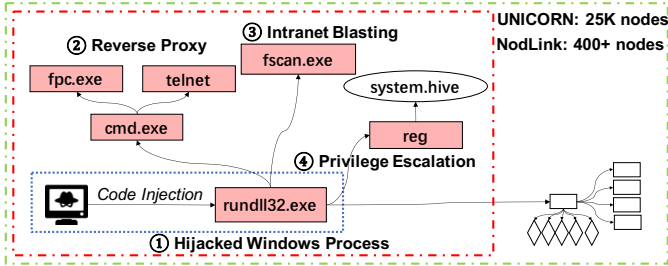 ③ Intranet Blasting
UNICORN: 25K nodes
② Reverse Proxy
NodLink: 400+ nodes
fpc.exe
telnet
fscan.exe
system.hive
cmd.exe
reg
④ Privilege Escalation
Code Injection
rundll32.exe
① Hijacked Windows Process